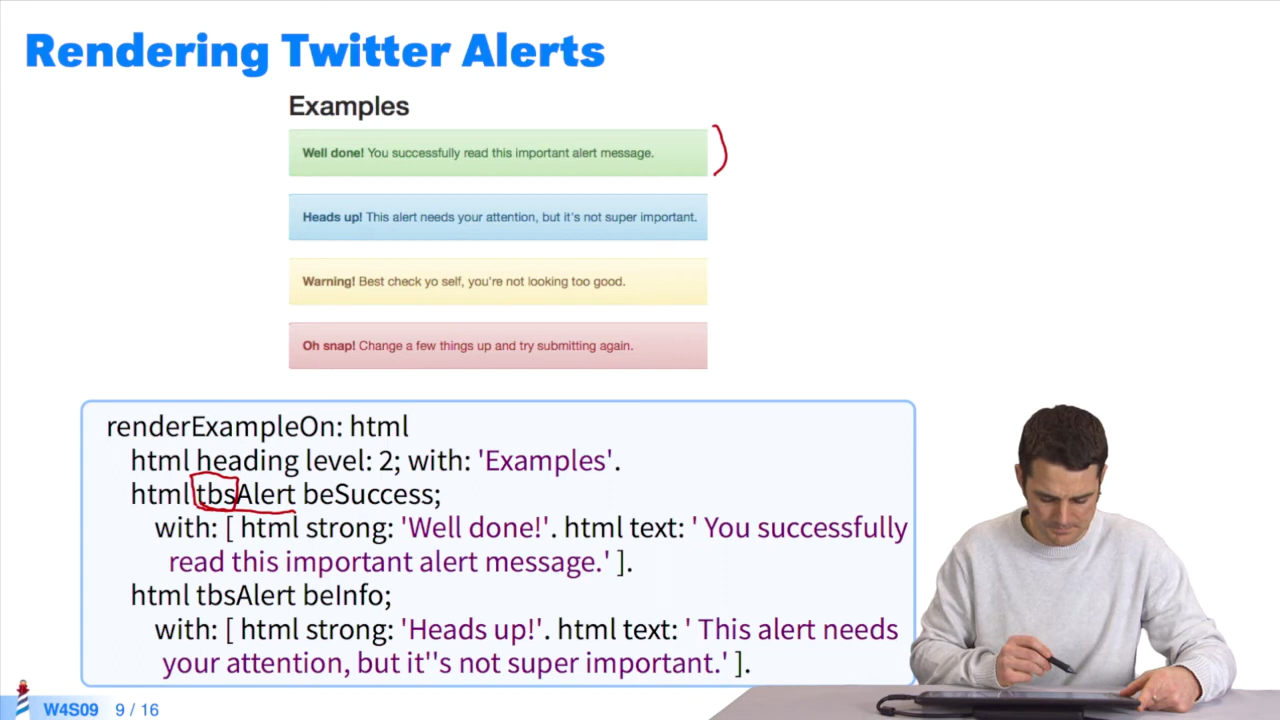 Rendering Twitter Alerts
Examples
Well done! You successfully read this important alert message.
Heads up! This alert needs your attention, but it's not super important.
Warning! Best check yo self, you're not looking too good.
Oh snap! Change a few things up and try submitting again.
renderExampleOn: html
html heading level: 2; with: 'Examples'.
html tbsAlert beSuccess;
with: [ html strong: 'Well done!'. html text: ' You successfully
read this important alert message.' ].
html tbsAlert beInfo;
with: [ html strong: 'Heads up!'. html text: ' This alert needs
your attention, but it''s not super important.' ].
W4S09 9 / 16